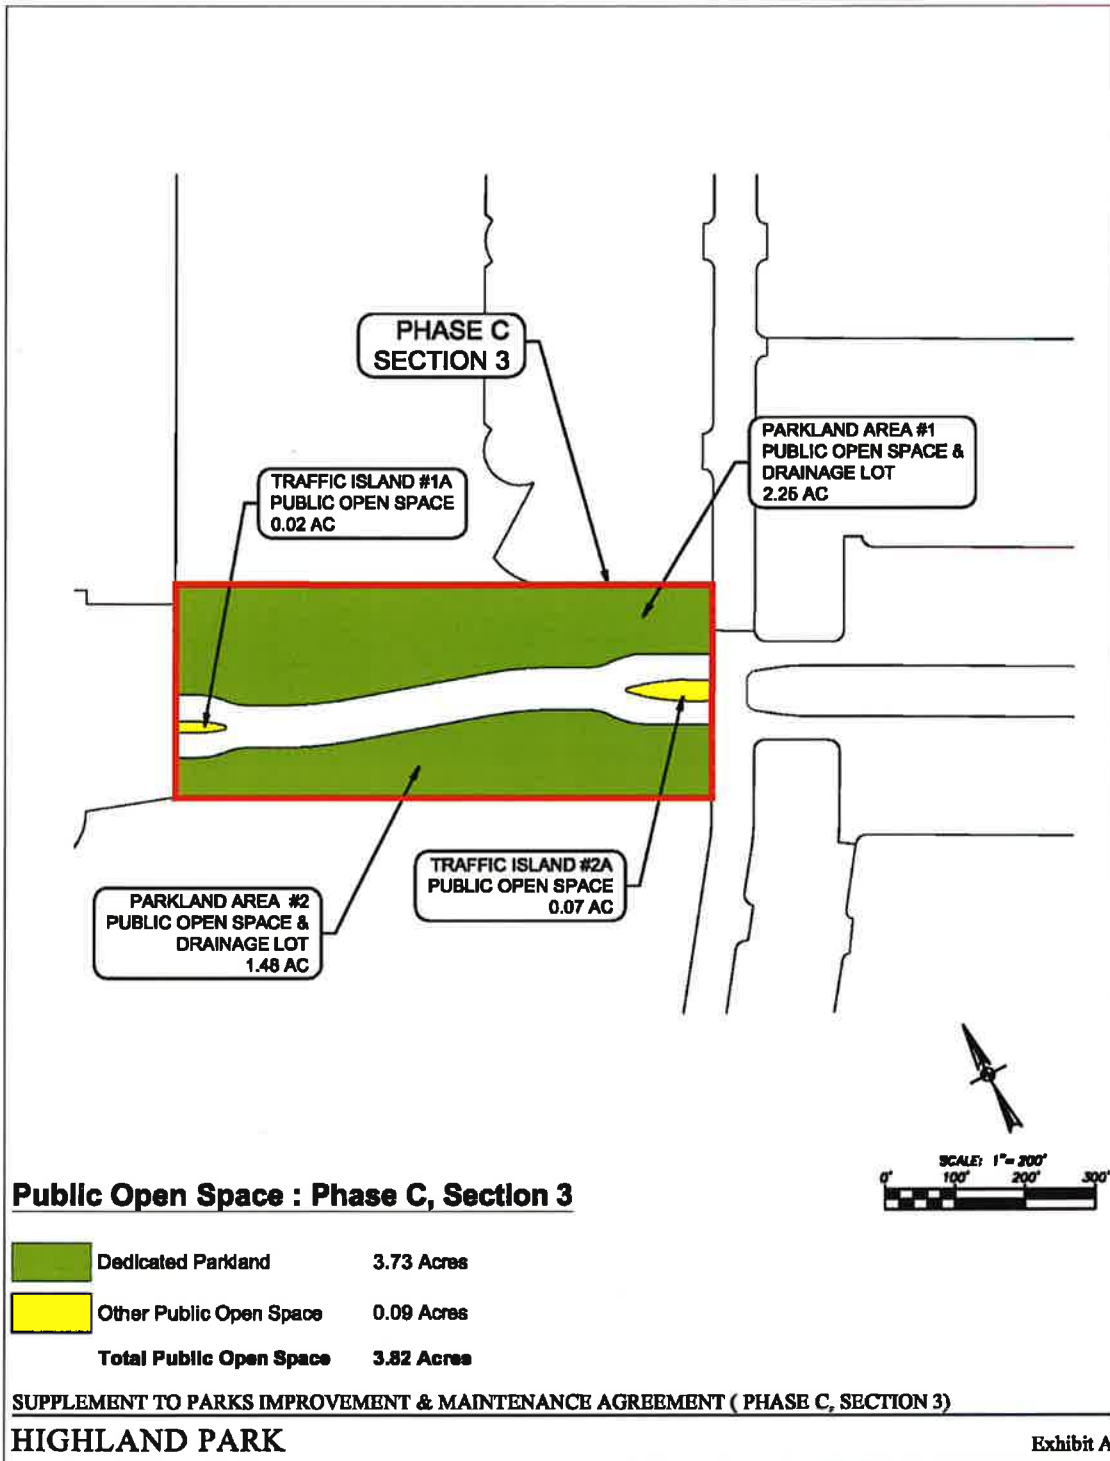 PHASE C
SECTION 3
PARKLAND AREA #1
PUBLIC OPEN SPACE &
DRAINAGE LOT
2.25 AC
TRAFFIC ISLAND #1A
PUBLIC OPEN SPACE
0.02 AC
TRAFFIC ISLAND #2A
PUBLIC OPEN SPACE
0.07 AC
PARKLAND AREA #2
PUBLIC OPEN SPACE &
DRAINAGE LOT
1.48 AC
SCALE: 1"= 200'
0' 100' 200' 300'
Public Open Space : Phase C, Section 3
Dedicated Parkland 3.73 Acres
Other Public Open Space 0.09 Acres
Total Public Open Space 3.82 Acres
SUPPLEMENT TO PARKS IMPROVEMENT & MAINTENANCE AGREEMENT ( PHASE C, SECTION 3)
HIGHLAND PARK
Exhibit A